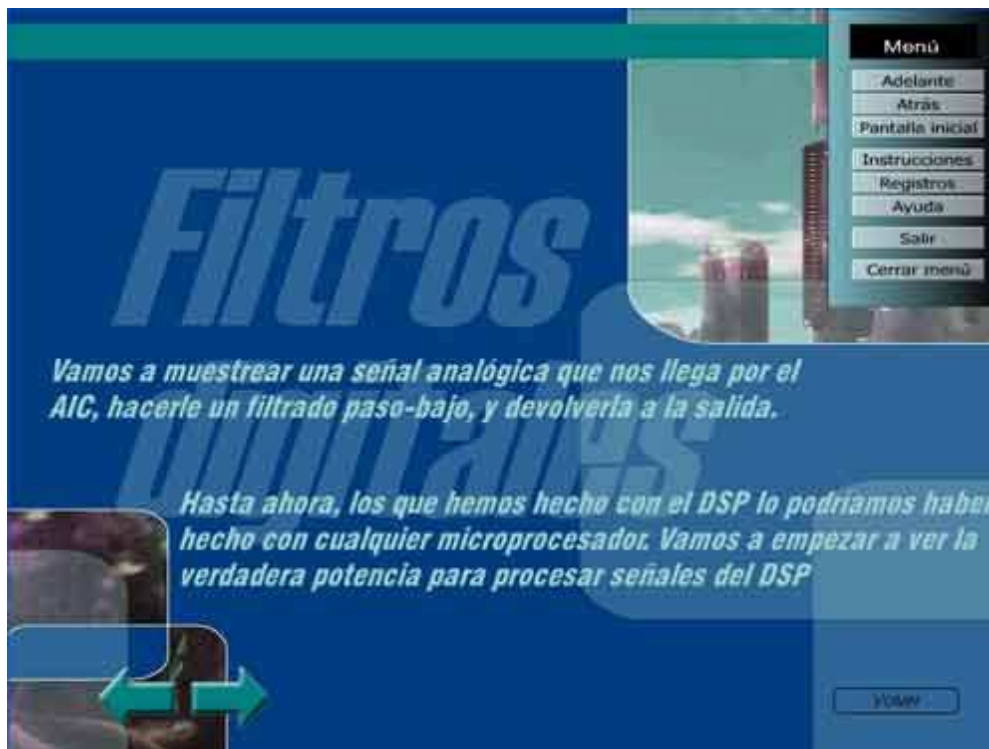 Menú
Adelante
Atrás
Pantalla inicial
Instrucciones
Registros
Ayuda
Salir
Cerrar menú
Filtros
digitales
Vamos a muestrear una señal analógica que nos llega por el
AIC, hacerle un filtrado paso-bajo, y devolverla a la salida.
Hasta ahora, los que hemos hecho con el DSP lo podríamos haber
hecho con cualquier microprocesador. Vamos a empezar a ver la
verdadera potencia para procesar señales del DSP